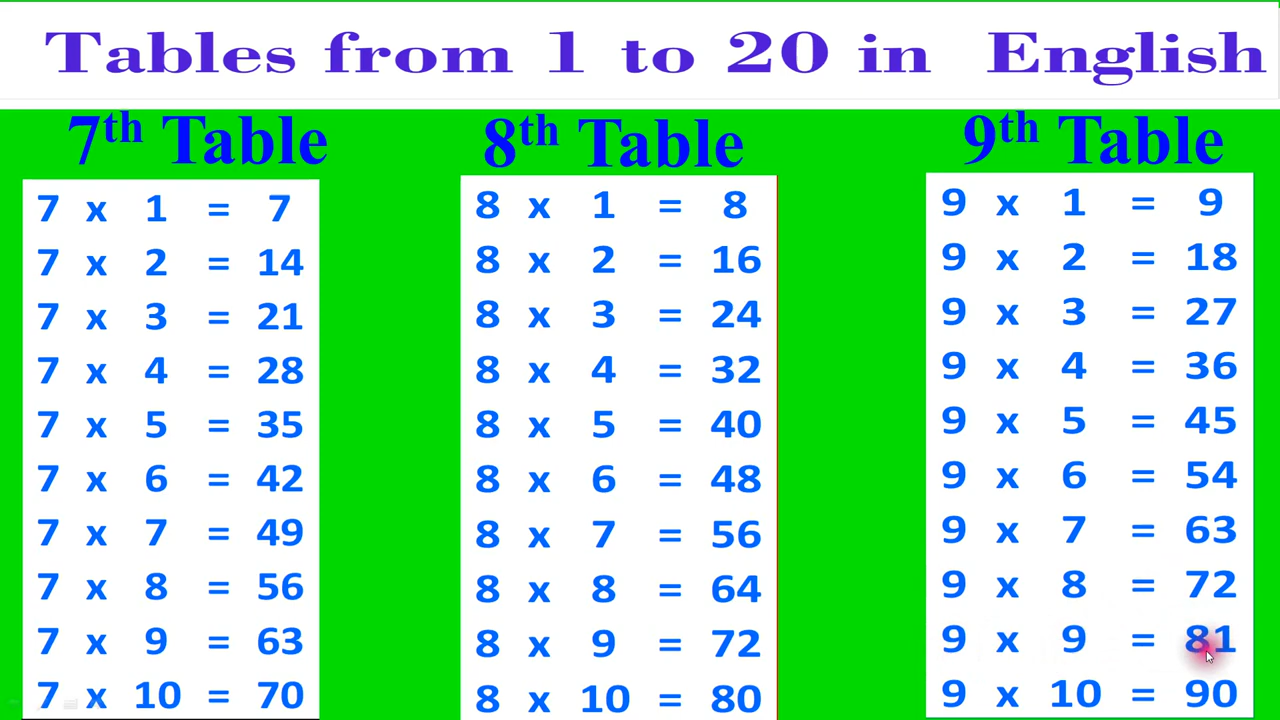 Tables from 1 to 20 in English
7th Table
7 x 1 = 7
7 x 2 = 14
7 x 3 = 21
7 x 4 = 28
7 x 5 = 35
7 x 6 = 42
7 x 7 = 49
7 x 8 = 56
7 x 9 = 63
7 x 10 = 70
8th Table
8 x 1 = 8
8 x 2 = 16
8 x 3 = 24
8 x 4 = 32
8 x 5 = 40
8 x 6 = 48
8 x 7 = 56
8 x 8 = 64
8 x 9 = 72
8 x 10 = 80
9th Table
9 x 1 = 9
9 x 2 = 18
9 x 3 = 27
9 x 4 = 36
9 x 5 = 45
9 x 6 = 54
9 x 7 = 63
9 x 8 = 72
9 x 9 = 81
9 x 10 = 90